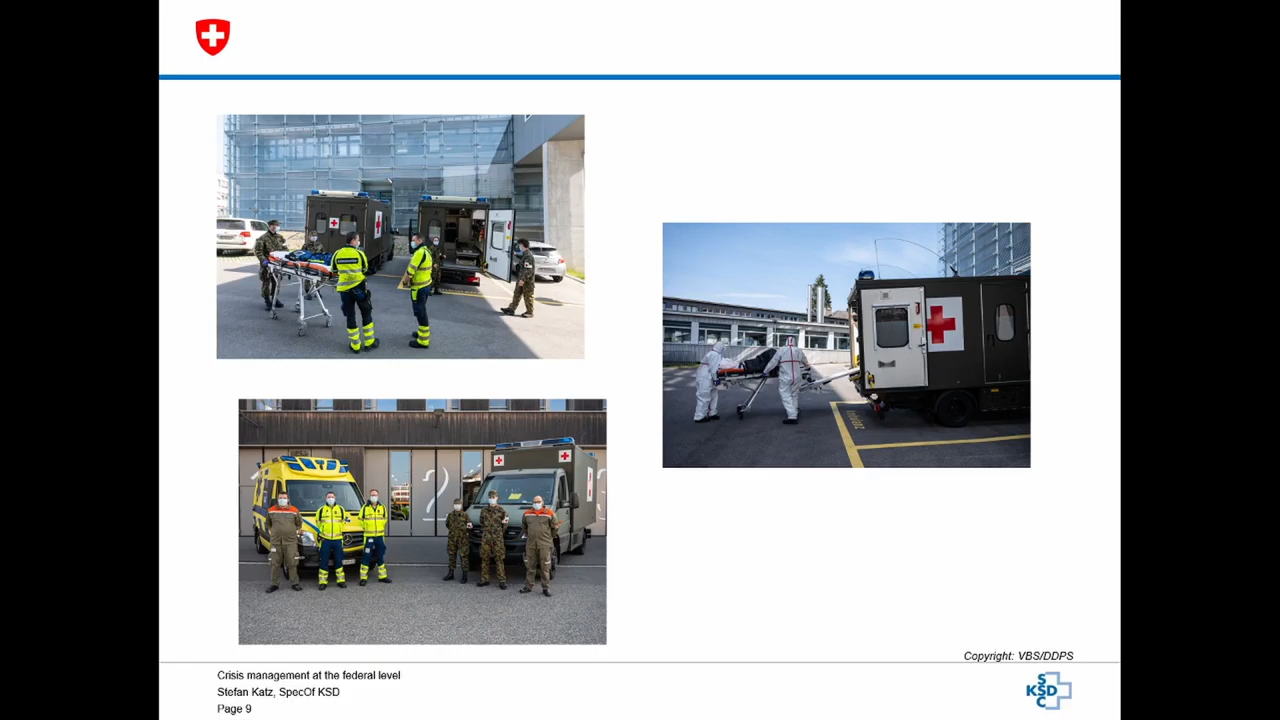 Copyright: VBS/DDPS
Crisis management at the federal level
Stefan Katz, SpecOf KSD
Page 9
S
KSD
C